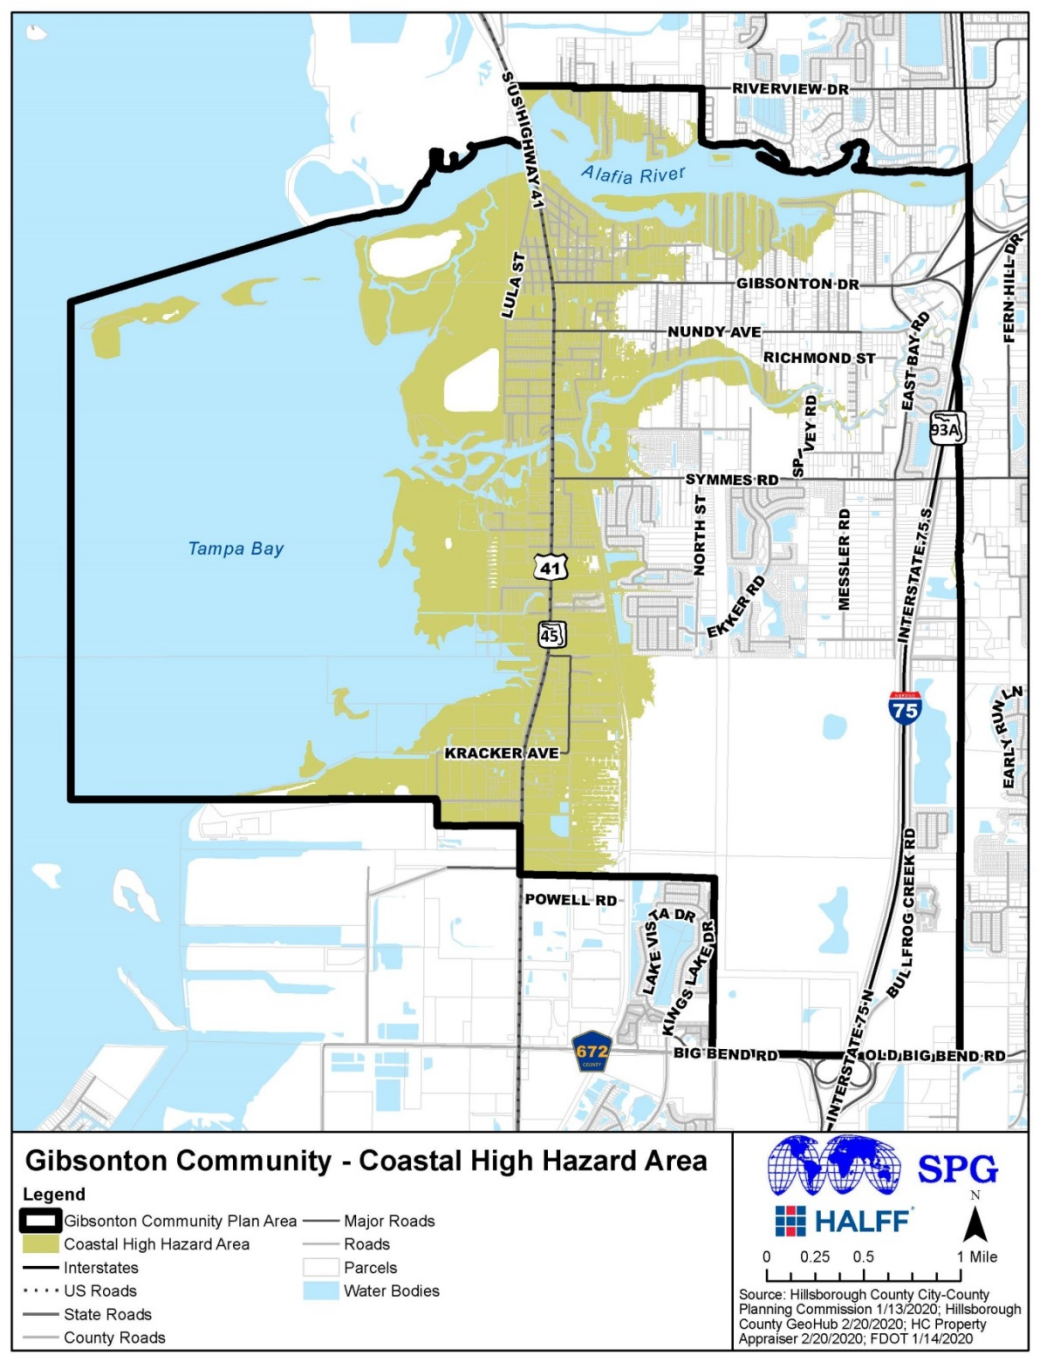 RIVERVIEW DR
S US HIGHWAY 41
Alafia River
LULA ST
GIBSONTON DR
FERN HILL DR
NUNDY AVE
RICHMOND ST
EAST BAY RD
93A
VEY RD
SYMMES RD
NORTH ST
Tampa Bay
MESSLER RD
INTERSTATE 75 S
41
EKKER RD
45
75
EARLY RUN LN
KRACKER AVE
BULLFROG CREEK RD
POWELL RD
LAKE VISTA DR
KINGS LAKE DR
INTERSTATE 75 N
672
COUNTY
BIG BEND RD
OLD BIG BEND RD
Gibsonton Community - Coastal High Hazard Area
Legend
Gibsonton Community Plan Area
Coastal High Hazard Area
Interstates
US Roads
State Roads
County Roads
Major Roads
Roads
Parcels
Water Bodies
SPG
HALFF
N
0 0.25 0.5 1 Mile
Source: Hillsborough County City-County
Planning Commission 1/13/2020; Hillsborough
County GeoHub 2/20/2020; HC Property
Appraiser 2/20/2020; FDOT 1/14/2020